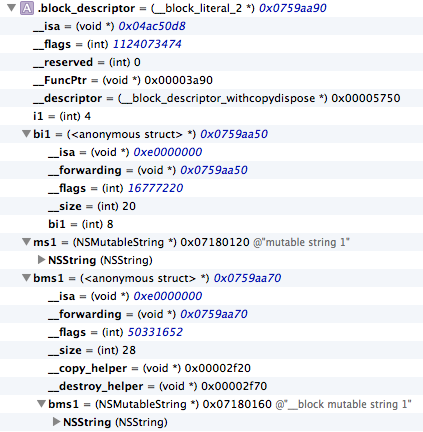 A .block_descriptor = (__block_literal_2 *) 0x0759aa90
__isa = (void *) 0x04ac50d8
__flags = (int) 1124073474
__reserved = (int) 0
__FuncPtr = (void *) 0x00003a90
__descriptor = (__block_descriptor_withcopydispose *) 0x00005750
i1 = (int) 4
bi1 = (<anonymous struct> *) 0x0759aa50
__isa = (void *) 0xe0000000
__forwarding = (void *) 0x0759aa50
__flags = (int) 16777220
__size = (int) 20
bi1 = (int) 8
ms1 = (NSMutableString *) 0x07180120 @"mutable string 1"
NSString (NSString)
bms1 = (<anonymous struct> *) 0x0759aa70
__isa = (void *) 0xe0000000
__forwarding = (void *) 0x0759aa70
__flags = (int) 50331652
__size = (int) 28
__copy_helper = (void *) 0x00002f20
__destroy_helper = (void *) 0x00002f70
bms1 = (NSMutableString *) 0x07180160 @"__block mutable string 1"
NSString (NSString)